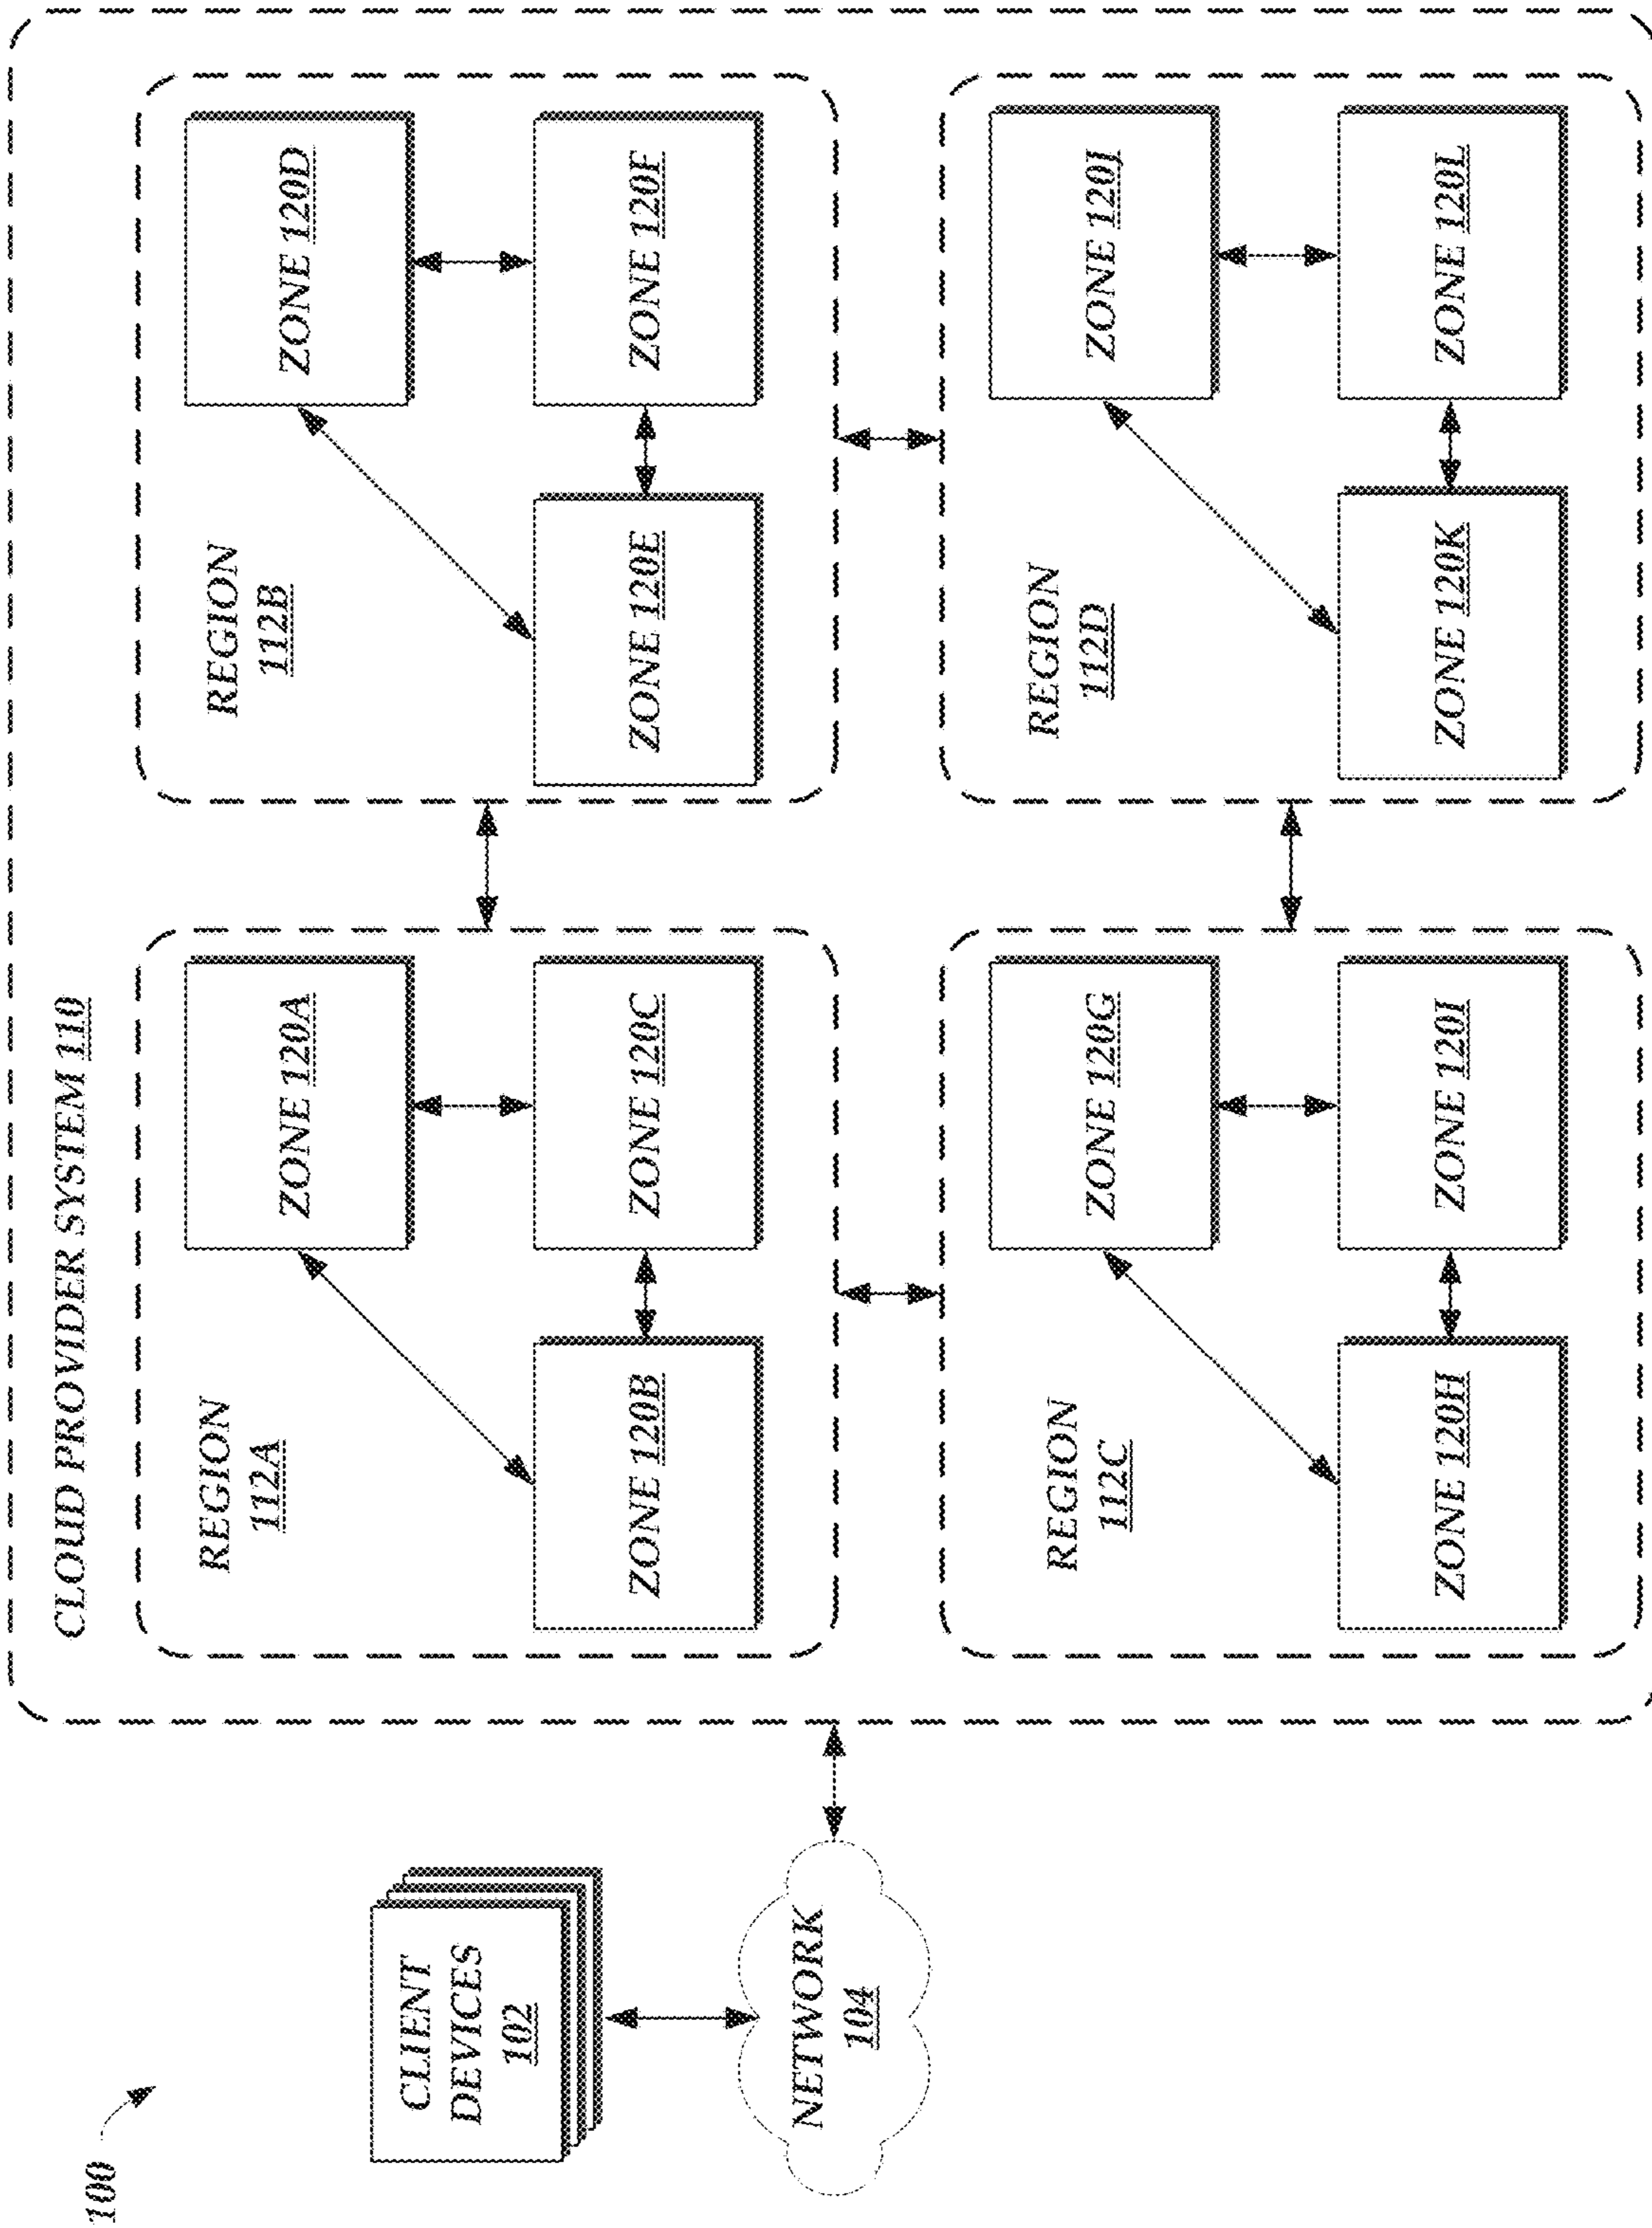 100
CLIENT
DEVICES
102
NETWORK
104
CLOUD PROVIDER SYSTEM 110
REGION
112A
ZONE 120A
ZONE 120B
ZONE 120C
REGION
112B
ZONE 120D
ZONE 120E
ZONE 120F
REGION
112C
ZONE 120G
ZONE 120H
ZONE 120I
REGION
112D
ZONE 120J
ZONE 120K
ZONE 120L